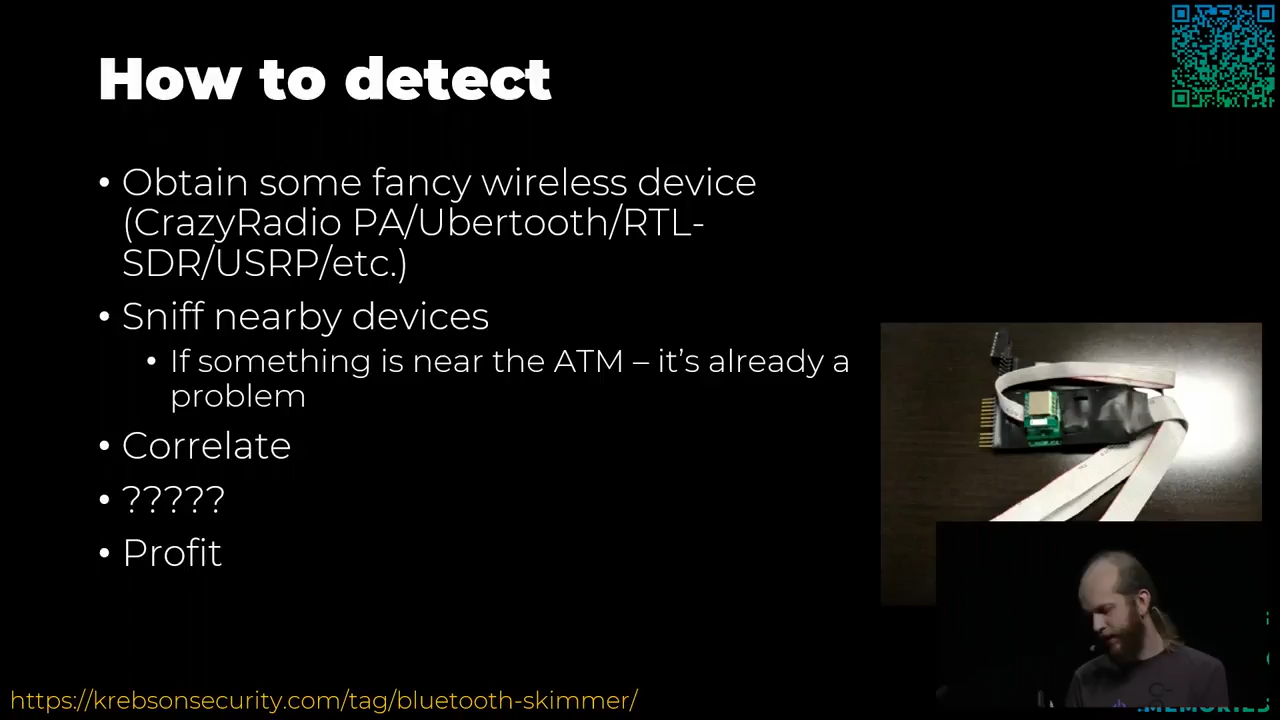 How to detect
• Obtain some fancy wireless device
(CrazyRadio PA/Ubertooth/RTL-
SDR/USRP/etc.)
• Sniff nearby devices
• If something is near the ATM – it’s already a
problem
• Correlate
• ?????
• Profit
https://krebsonsecurity.com/tag/bluetooth-skimmer/